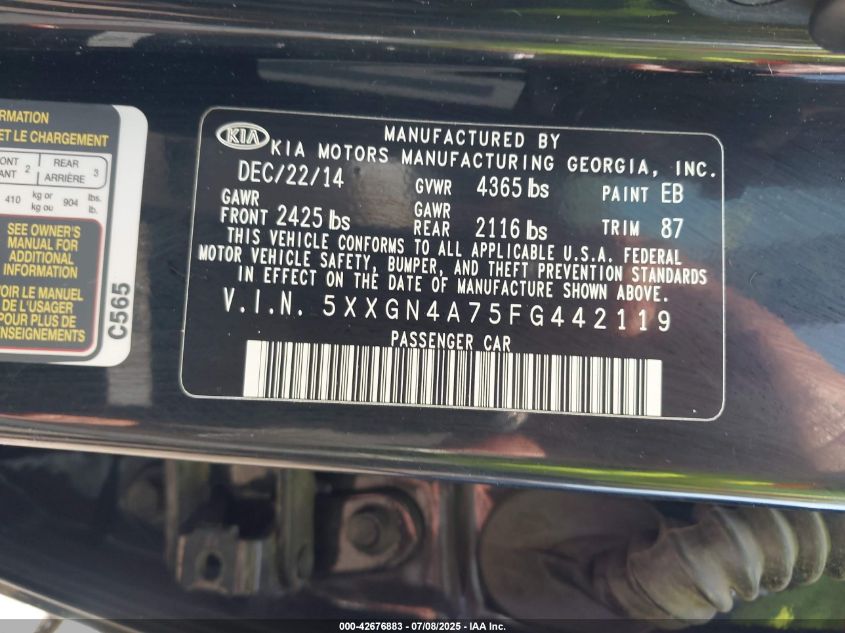 RMATION
ET LE CHARGEMENT
ONT 2 REAR 3
ANT ARRIÈRE
410 kg or kg ou 904 lbs. lb.
SEE OWNER'S
MANUAL FOR
ADDITIONAL
INFORMATION
OIR LE MANUEL
DE L'USAGER
POUR PLUS DE
ENSEIGNEMENTS
C565
KIA
MANUFACTURED BY
KIA MOTORS MANUFACTURING GEORGIA, INC.
DEC/22/14 GVWR 4365 lbs PAINT EB
GAWR FRONT 2425 lbs GAWR REAR 2116 lbs TRIM 87
THIS VEHICLE CONFORMS TO ALL APPLICABLE U.S.A. FEDERAL
MOTOR VEHICLE SAFETY, BUMPER, AND THEFT PREVENTION STANDARDS
IN EFFECT ON THE DATE OF MANUFACTURE SHOWN ABOVE.
V.I.N. 5XXGN4A75FG442119
PASSENGER CAR
000-42676883 - 07/08/2025 - IAA Inc.